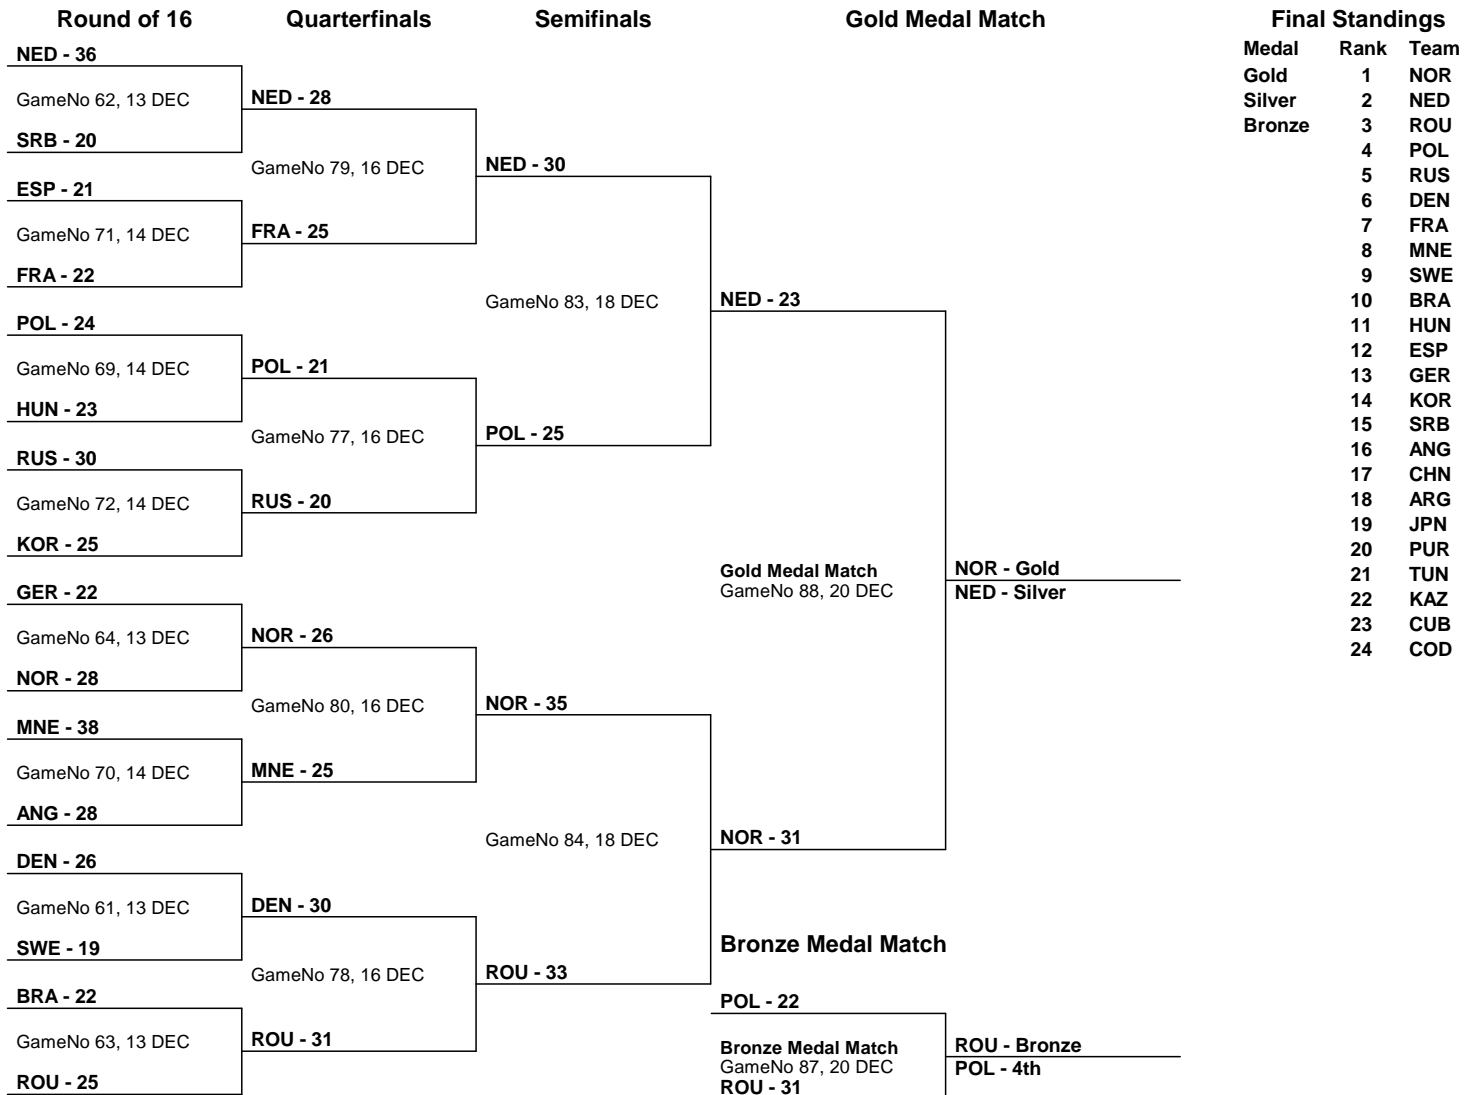 Round of 16
NED - 36
GameNo 62, 13 DEC
SRB - 20
ESP - 21
GameNo 71, 14 DEC
FRA - 22
POL - 24
GameNo 69, 14 DEC
HUN - 23
RUS - 30
GameNo 72, 14 DEC
KOR - 25
GER - 22
GameNo 64, 13 DEC
NOR - 28
MNE - 38
GameNo 70, 14 DEC
ANG - 28
DEN - 26
GameNo 61, 13 DEC
SWE - 19
BRA - 22
GameNo 63, 13 DEC
ROU - 25
Quarterfinals
NED - 28
GameNo 79, 16 DEC
FRA - 25
POL - 21
GameNo 77, 16 DEC
RUS - 20
NOR - 26
GameNo 80, 16 DEC
MNE - 25
DEN - 30
GameNo 78, 16 DEC
ROU - 31
Semifinals
NED - 30
GameNo 83, 18 DEC
POL - 25
NOR - 35
GameNo 84, 18 DEC
ROU - 33
Gold Medal Match
NED - 23
Gold Medal Match
GameNo 88, 20 DEC
NOR - 31
NOR - Gold
NED - Silver
Bronze Medal Match
POL - 22
Bronze Medal Match
GameNo 87, 20 DEC
ROU - 31
ROU - Bronze
POL - 4th
Final Standings
Medal Rank Team
Gold 1 NOR
Silver 2 NED
Bronze 3 ROU
4 POL
5 RUS
6 DEN
7 FRA
8 MNE
9 SWE
10 BRA
11 HUN
12 ESP
13 GER
14 KOR
15 SRB
16 ANG
17 CHN
18 ARG
19 JPN
20 PUR
21 TUN
22 KAZ
23 CUB
24 COD